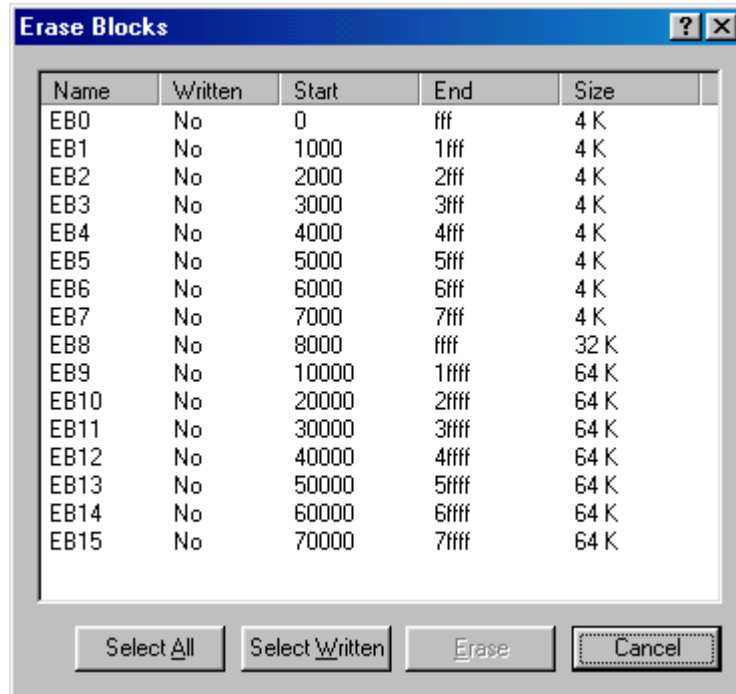 Erase Blocks
Name Written Start End Size
EB0 No 0 fff 4 K
EB1 No 1000 1fff 4 K
EB2 No 2000 2fff 4 K
EB3 No 3000 3fff 4 K
EB4 No 4000 4fff 4 K
EB5 No 5000 5fff 4 K
EB6 No 6000 6fff 4 K
EB7 No 7000 7fff 4 K
EB8 No 8000 ffff 32 K
EB9 No 10000 1ffff 64 K
EB10 No 20000 2ffff 64 K
EB11 No 30000 3ffff 64 K
EB12 No 40000 4ffff 64 K
EB13 No 50000 5ffff 64 K
EB14 No 60000 6ffff 64 K
EB15 No 70000 7ffff 64 K
Select All Select Written Erase Cancel